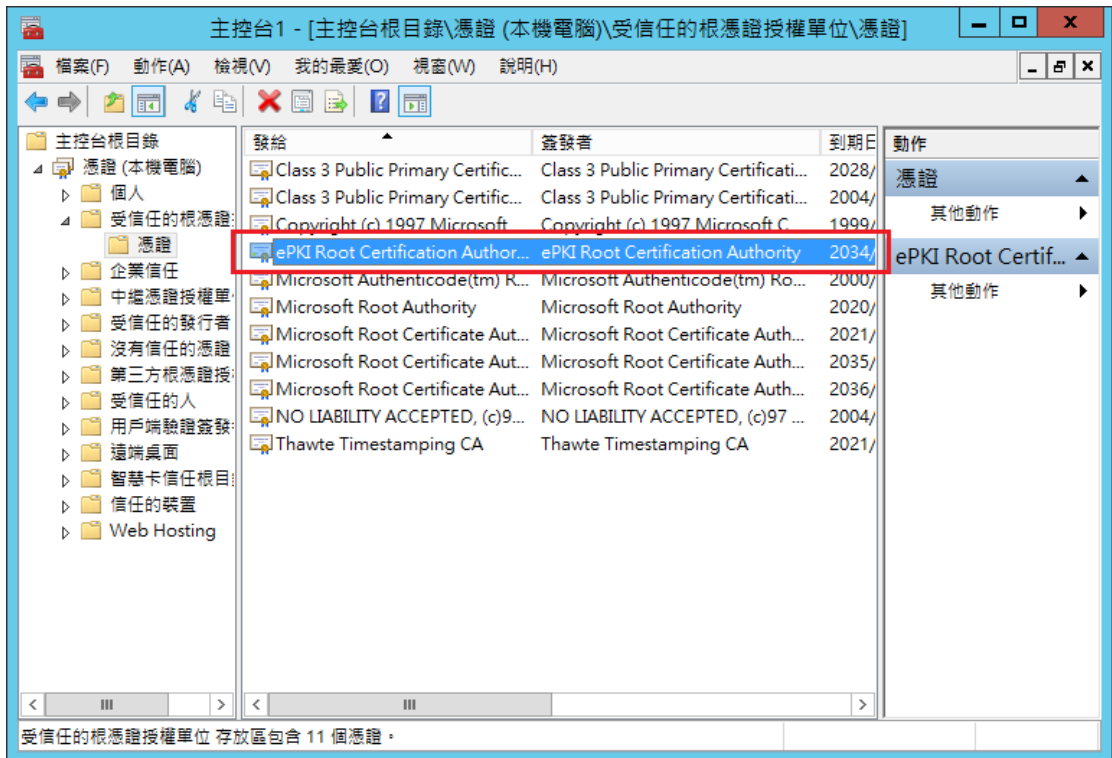 主控台1 - [主控台根目錄\憑證 (本機電腦)\受信任的根憑證授權單位\憑證]
檔案(F) 動作(A) 檢視(V) 我的最愛(O) 視窗(W) 說明(H)
主控台根目錄
憑證 (本機電腦)
個人
受信任的根憑證
憑證
企業信任
中繼憑證授權單
受信任的發行者
沒有信任的憑證
第三方根憑證授
受信任的人
用戶端驗證簽發
遠端桌面
智慧卡信任根目
信任的裝置
Web Hosting
發給 簽發者 到期日
Class 3 Public Primary Certific... Class 3 Public Primary Certificati... 2028/
Class 3 Public Primary Certific... Class 3 Public Primary Certificati... 2004/
Copyright (c) 1997 Microsoft Copyright (c) 1997 Microsoft C 1999/
ePKI Root Certification Author... ePKI Root Certification Authority 2034/
Microsoft Authenticode(tm) R... Microsoft Authenticode(tm) Ro... 2000/
Microsoft Root Authority Microsoft Root Authority 2020/
Microsoft Root Certificate Aut... Microsoft Root Certificate Auth... 2021/
Microsoft Root Certificate Aut... Microsoft Root Certificate Auth... 2035/
Microsoft Root Certificate Aut... Microsoft Root Certificate Auth... 2036/
NO LIABILITY ACCEPTED, (c)9... NO LIABILITY ACCEPTED, (c)97 ... 2004/
Thawte Timestamping CA Thawte Timestamping CA 2021/
動作
憑證
其他動作
ePKI Root Certif...
其他動作
受信任的根憑證授權單位 存放區包含 11 個憑證。